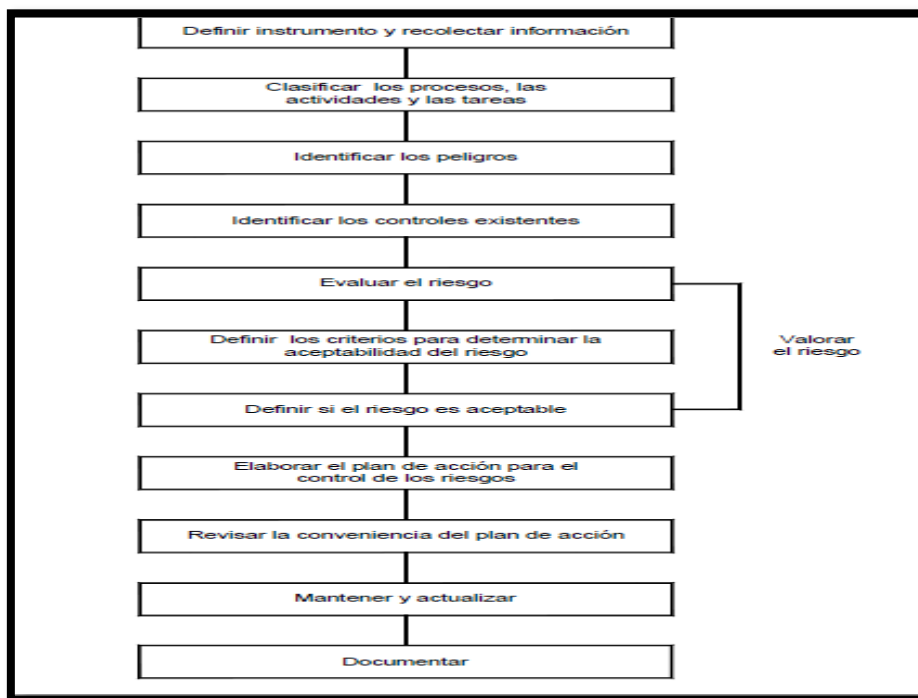 Definir instrumento y recolectar información
Clasificar los procesos, las
actividades y las tareas
Identificar los peligros
Identificar los controles existentes
Evaluar el riesgo
Definir los criterios para determinar la
aceptabilidad del riesgo
Valorar
el riesgo
Definir si el riesgo es aceptable
Elaborar el plan de acción para el
control de los riesgos
Revisar la conveniencia del plan de acción
Mantener y actualizar
Documentar